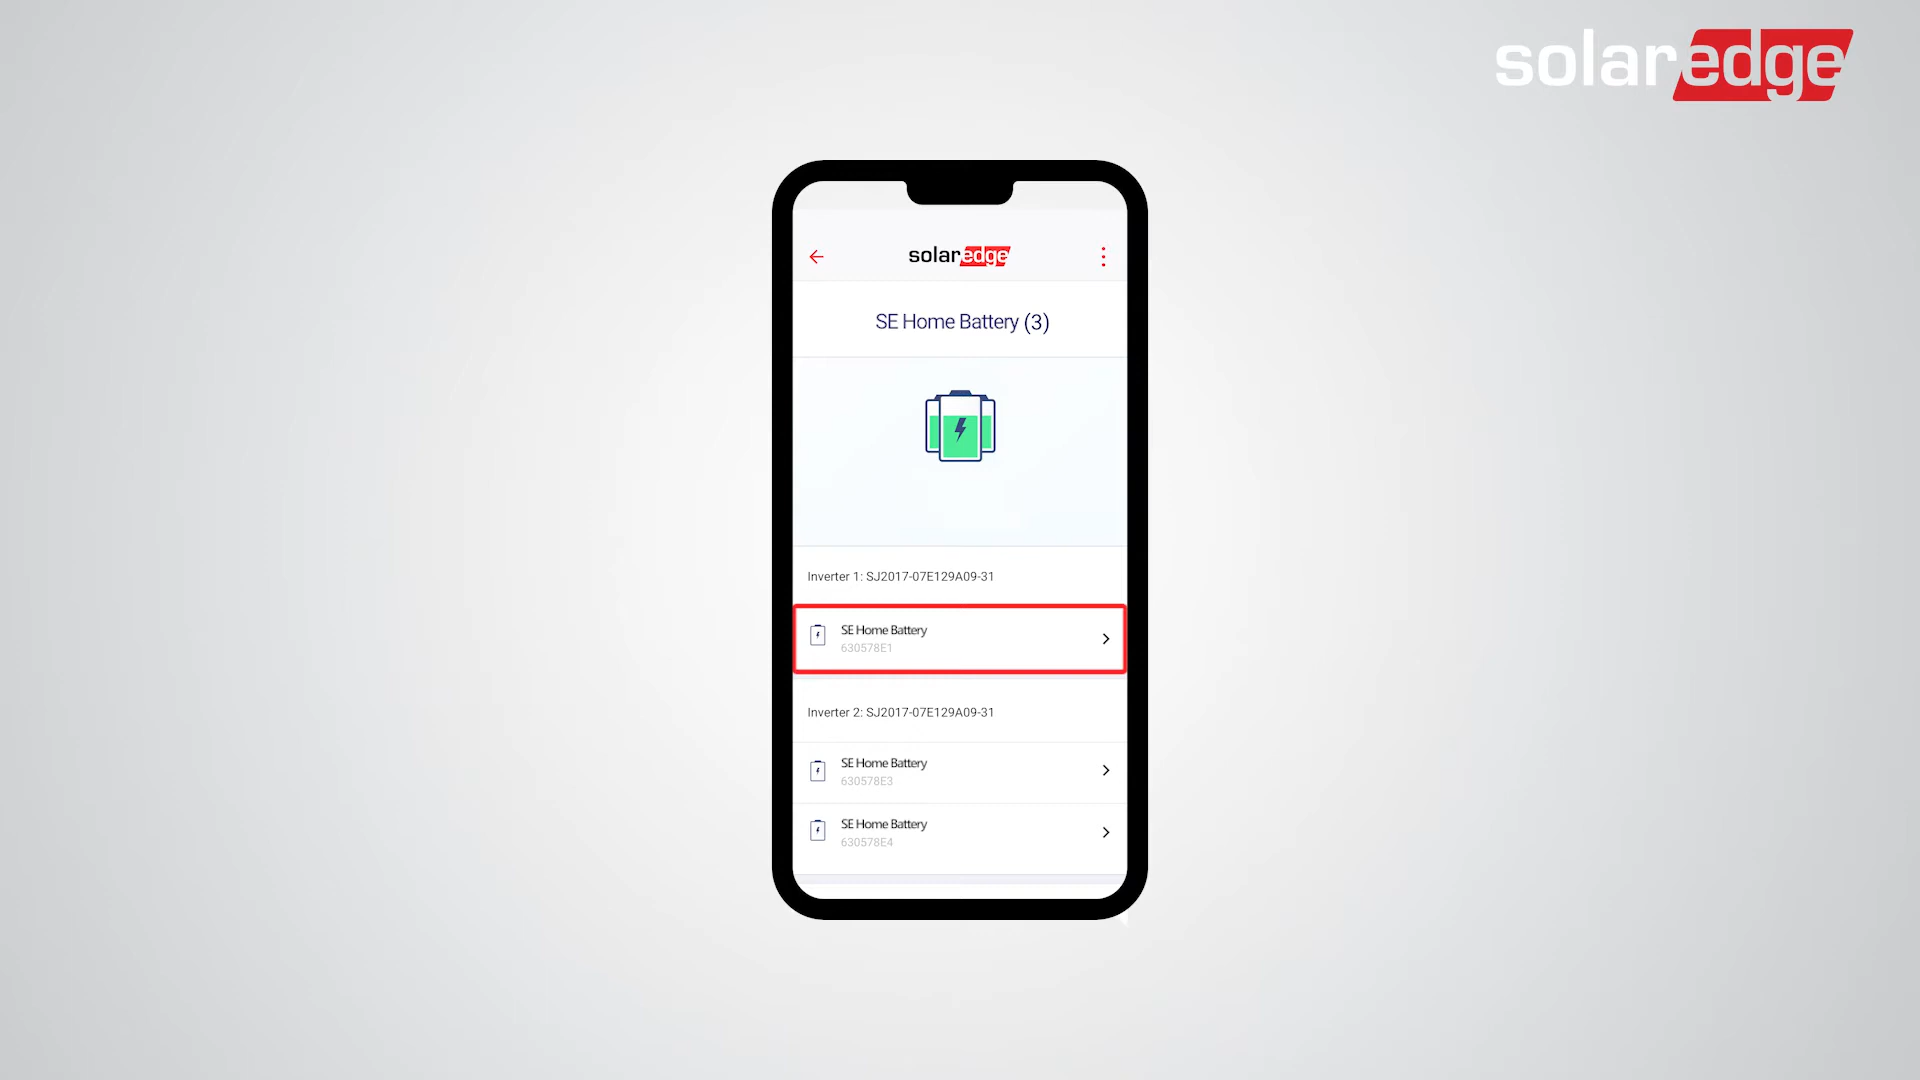 solaredge
solaredge
SE Home Battery (3)
Inverter 1: SJ2017-07E129A09-31
SE Home Battery
630578E1
Inverter 2: SJ2017-07E129A09-31
SE Home Battery
630578E3
SE Home Battery
630578E4